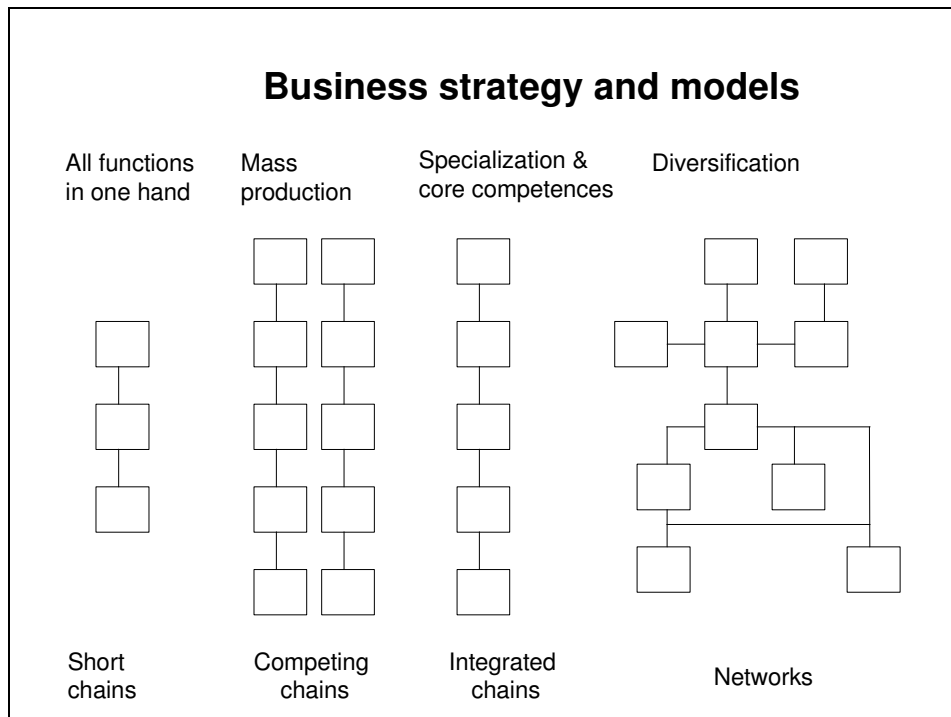 Business strategy and models
All functions
in one hand
Mass
production
Specialization &
core competences
Diversification
Short
chains
Competing
chains
Integrated
chains
Networks